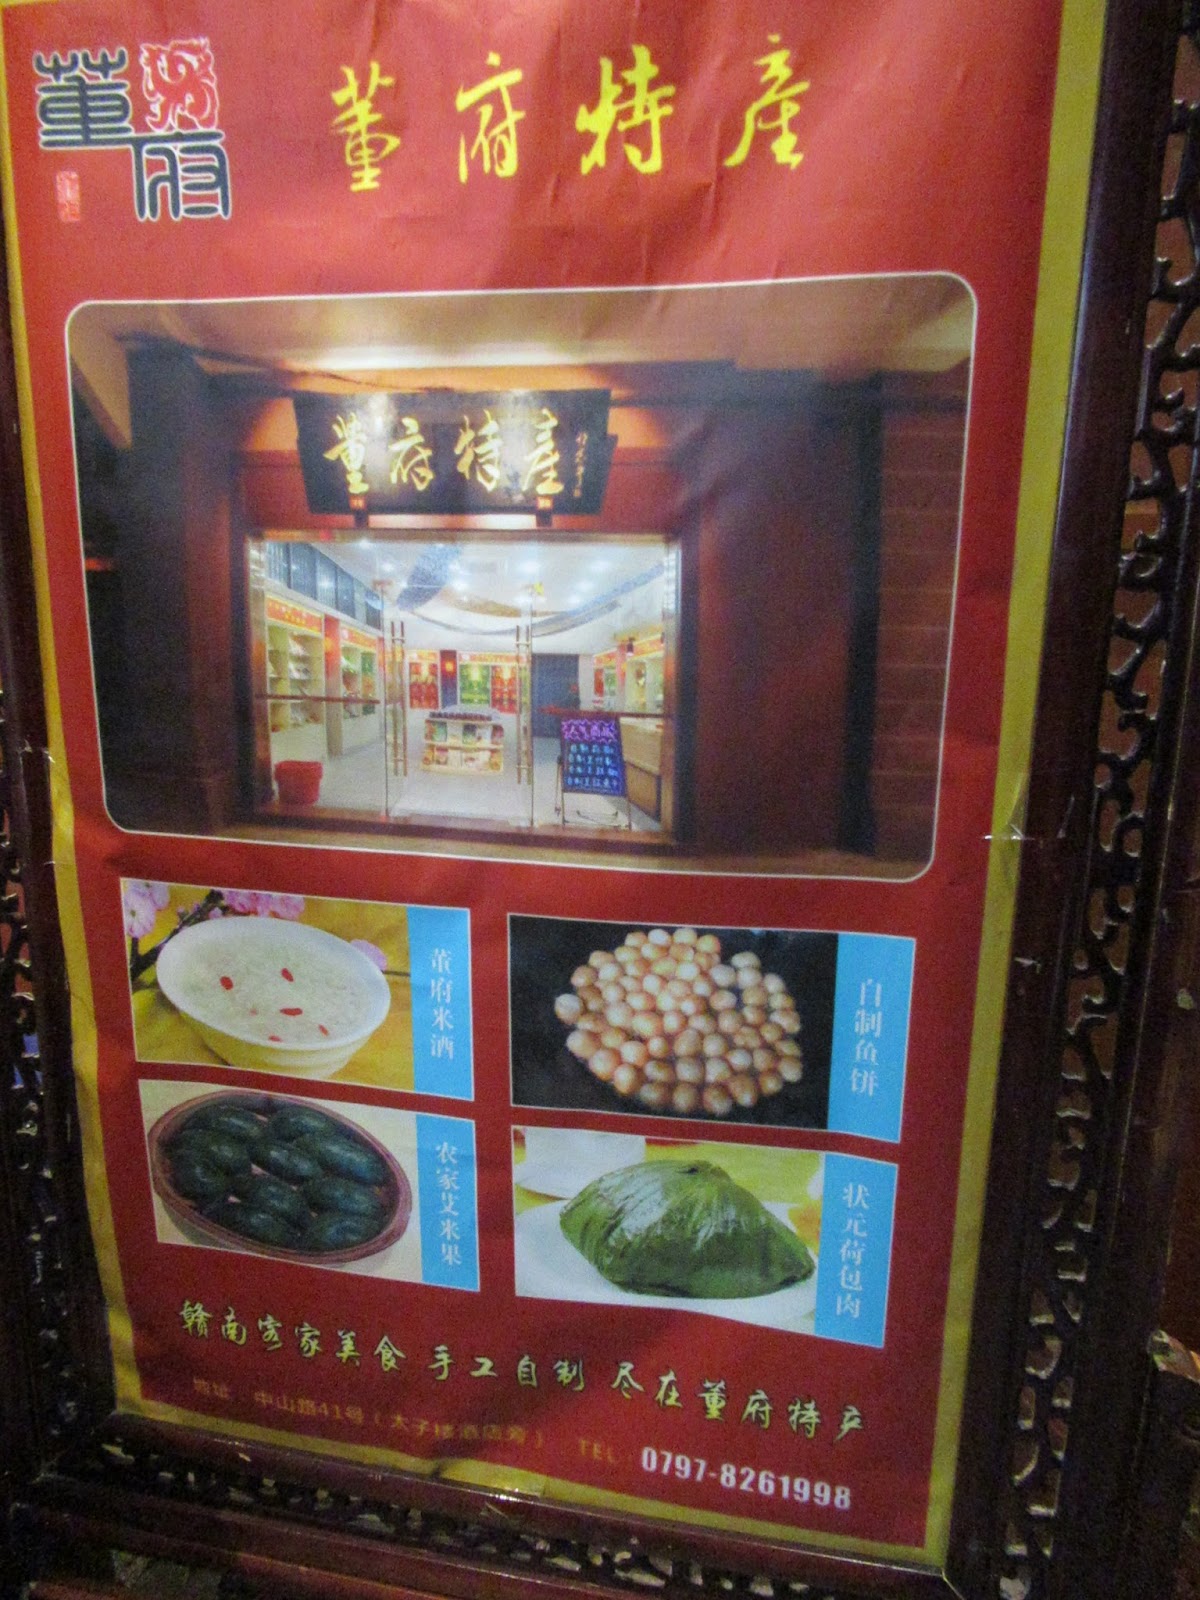 董府
董府特產
董府特產
董府米酒
自制鱼饼
农家艾米果
状元荷包肉
赣南客家美食 手工自制 尽在董府特产
地址：中山路41号（太子楼酒店旁） TEL：0797-8261998